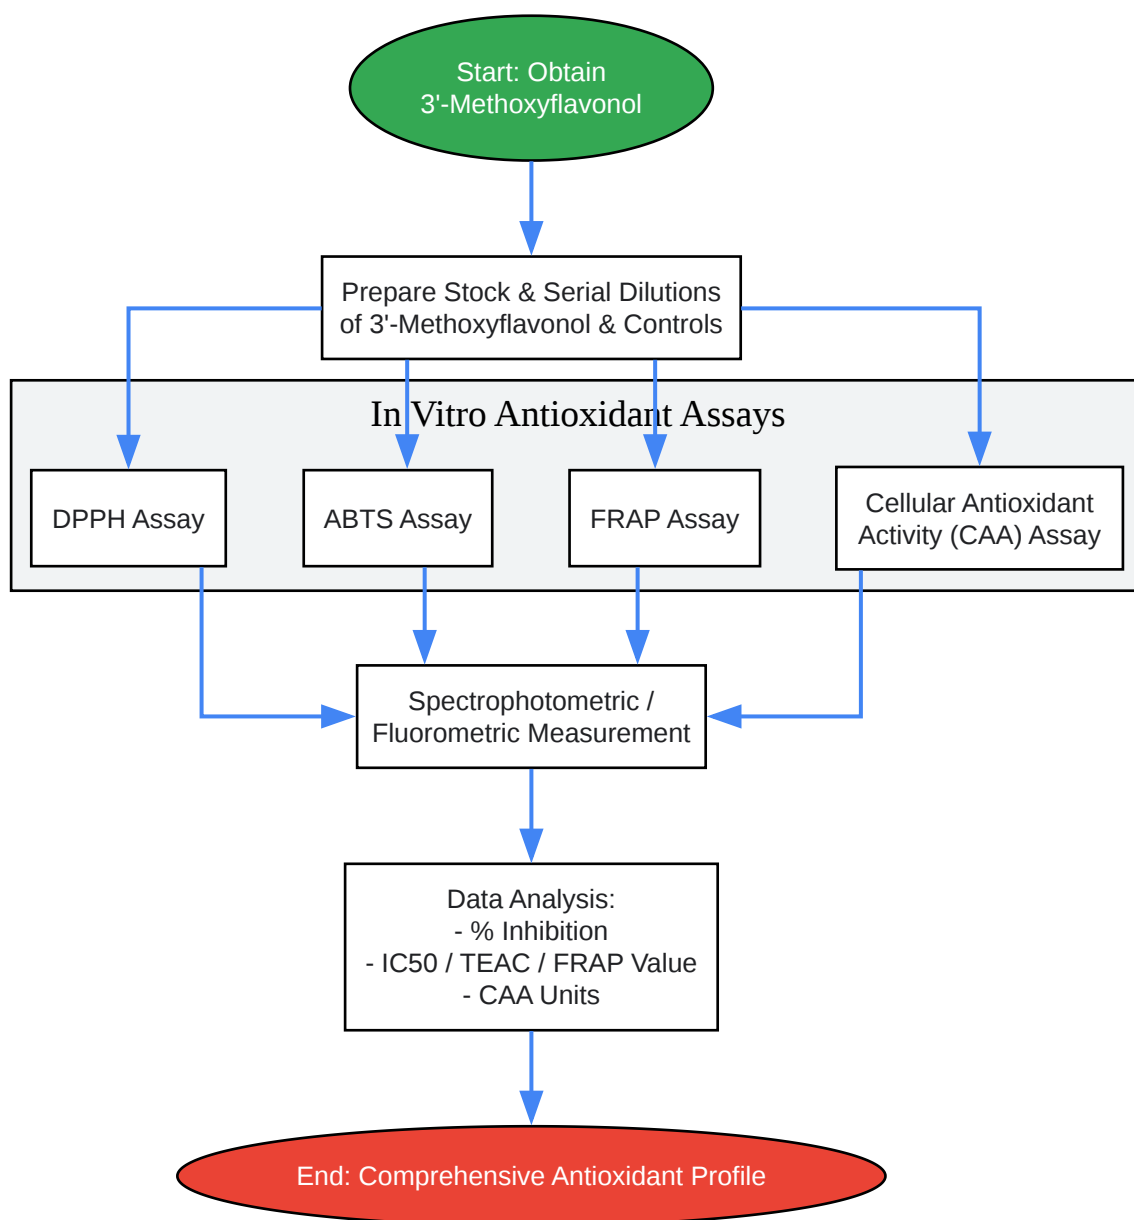 Start: Obtain
3'-Methoxyflavonol
Prepare Stock & Serial Dilutions
of 3'-Methoxyflavonol & Controls
In Vitro Antioxidant Assays
DPPH Assay
ABTS Assay
FRAP Assay
Cellular Antioxidant
Activity (CAA) Assay
Spectrophotometric /
Fluorometric Measurement
Data Analysis:
- % Inhibition
- IC50 / TEAC / FRAP Value
- CAA Units
End: Comprehensive Antioxidant Profile